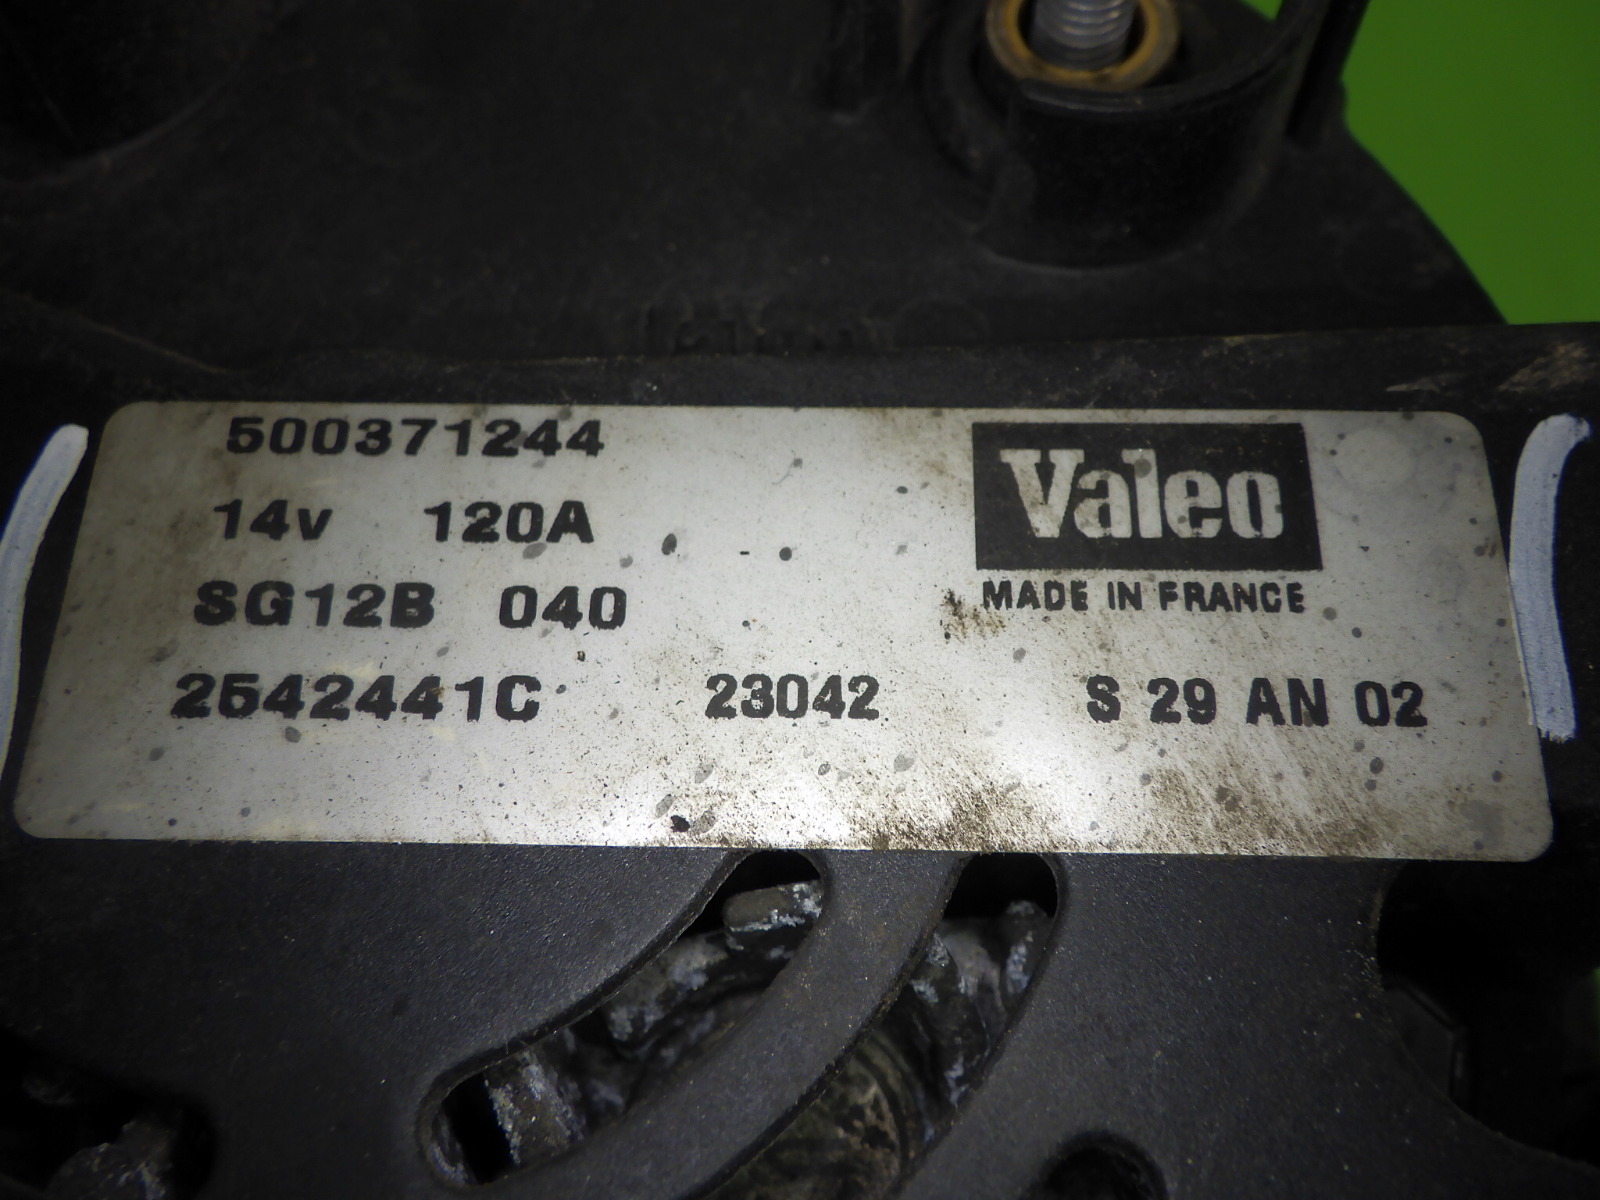 500371244
14v 120A
SG12B 040
2542441C 23042 S 29 AN 02
Valeo
MADE IN FRANCE